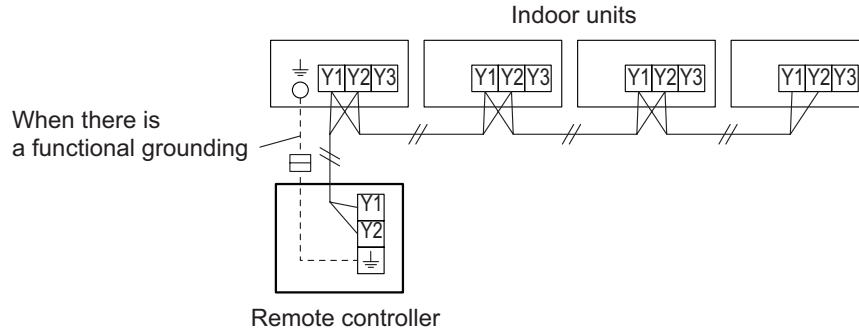 Indoor units
Y1 Y2 Y3
Y1 Y2 Y3
Y1 Y2 Y3
Y1 Y2 Y3
When there is
a functional grounding
Y1
Y2
Remote controller